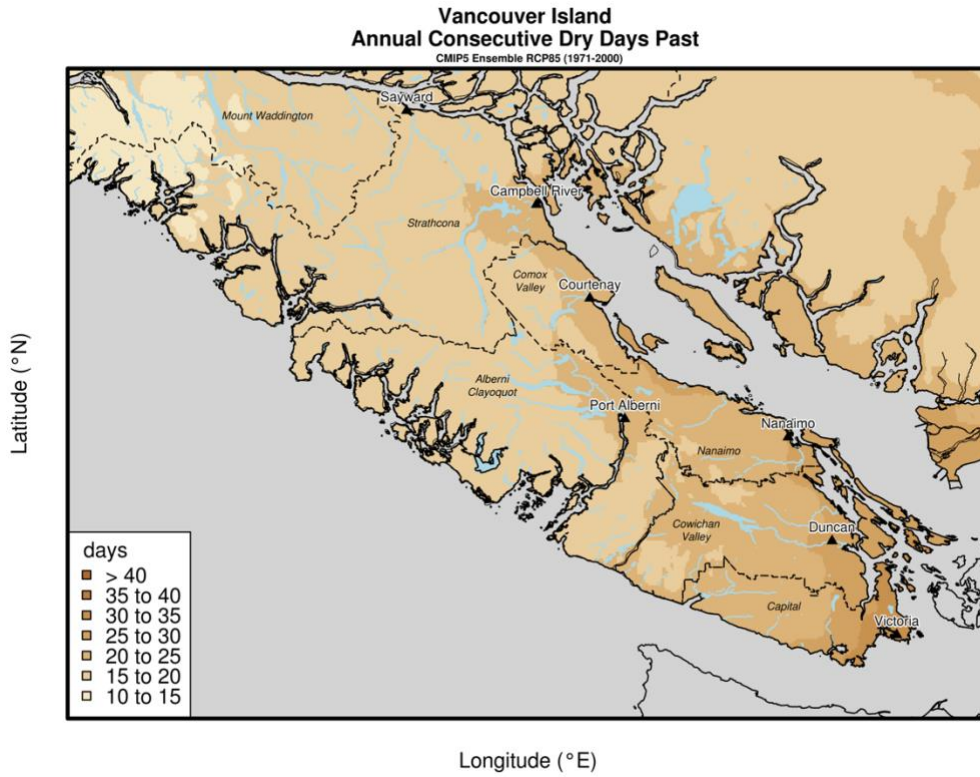 Vancouver Island
Annual Consecutive Dry Days Past
CMIP5 Ensemble RCP85 (1971-2000)
Sayward
Mount Waddington
Campbell River
Strathcona
Comox
Valley
Courtenay
Alberni
Clayoquot
Port Alberni
Nanaimo
Nanaimo
Cowichan
Valley
Duncan
Capital
Victoria
days
> 40
35 to 40
30 to 35
25 to 30
20 to 25
15 to 20
10 to 15
Latitude (°N)
Longitude (°E)